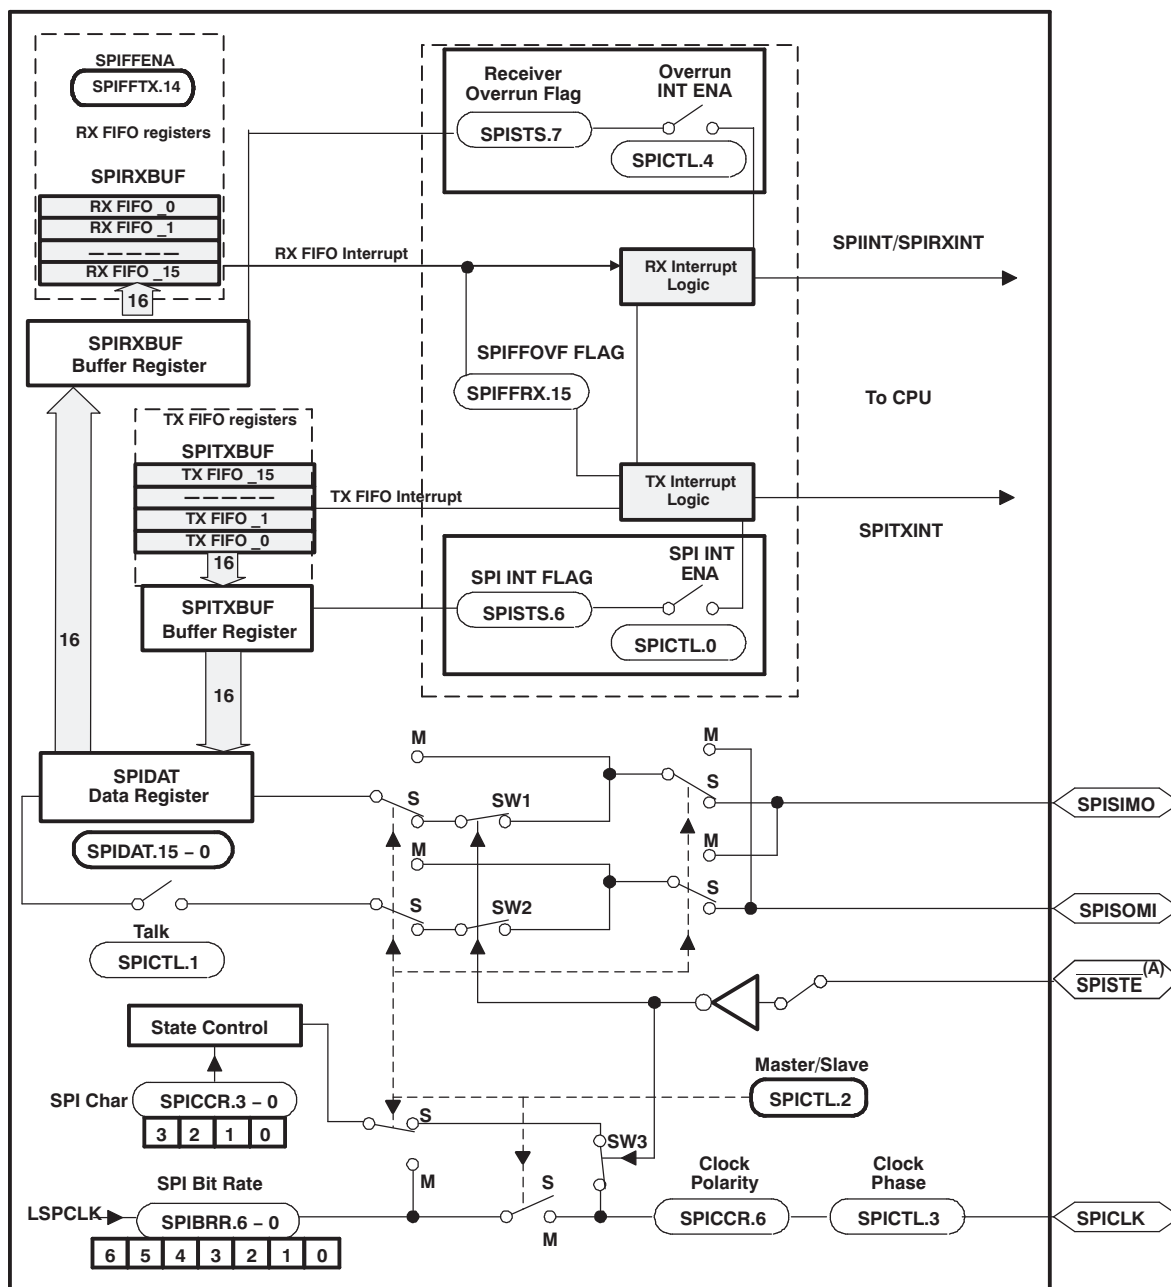 SPIFFENA
SPIFFTX.14
RX FIFO registers
SPIRXBUF
RX FIFO _0
RX FIFO _1
– – – – –
RX FIFO _15
16
SPIRXBUF
Buffer Register
RX FIFO Interrupt
Receiver
Overrun Flag
SPISTS.7
Overrun
INT ENA
SPICTL.4
RX Interrupt
Logic
SPIINT/SPIRXINT
SPIFFOVF FLAG
SPIFFRX.15
To CPU
TX FIFO registers
SPITXBUF
TX FIFO _15
– – – – –
TX FIFO _1
TX FIFO _0
16
TX FIFO Interrupt
TX Interrupt
Logic
SPITXINT
SPITXBUF
Buffer Register
SPI INT FLAG
SPISTS.6
SPI INT
ENA
SPICTL.0
16
16
SPIDAT
Data Register
SPIDAT.15 – 0
M
S
SW1
M
S
SPISIMO
M
S
SW2
M
S
SPISOMI
Talk
SPICTL.1
SPISTE(A)
State Control
SPI Char
SPICCR.3 – 0
3 2 1 0
Master/Slave
SPICTL.2
S
M
SW3
S
M
SPI Bit Rate
LSPCLK
SPIBRR.6 – 0
6 5 4 3 2 1 0
Clock
Polarity
SPICCR.6
Clock
Phase
SPICTL.3
SPICLK